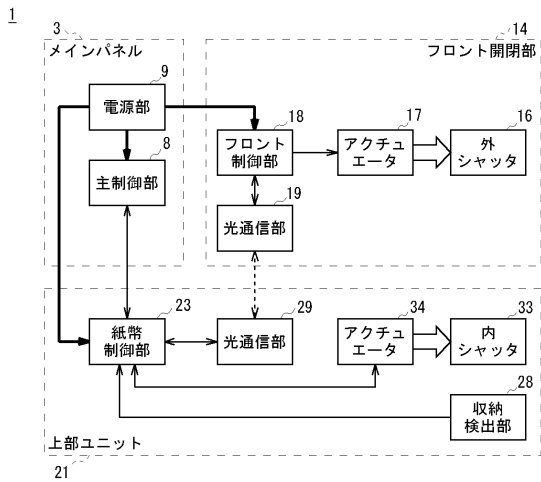 1
3
メインパネル
14
フロント開閉部
9
電源部
8
主制御部
18
フロント
制御部
17
アクチュ
エータ
16
外
シャッタ
19
光通信部
23
紙幣
制御部
29
光通信部
34
アクチュ
エータ
33
内
シャッタ
28
収納
検出部
上部ユニット
21